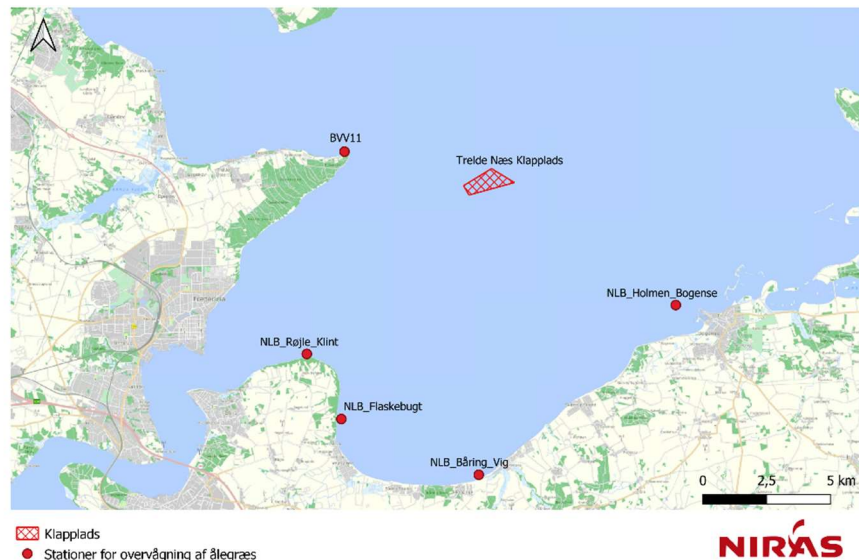 BVV11
Trelde Næs Klapplads
NLB_Holmen_Bogense
NLB_Røjle_Klint
NLB_Flaskebugt
NLB_Båring_Vig
0 2,5 5 km
Klapplads
Stationer for overvågning af ålegræs
NIRAS